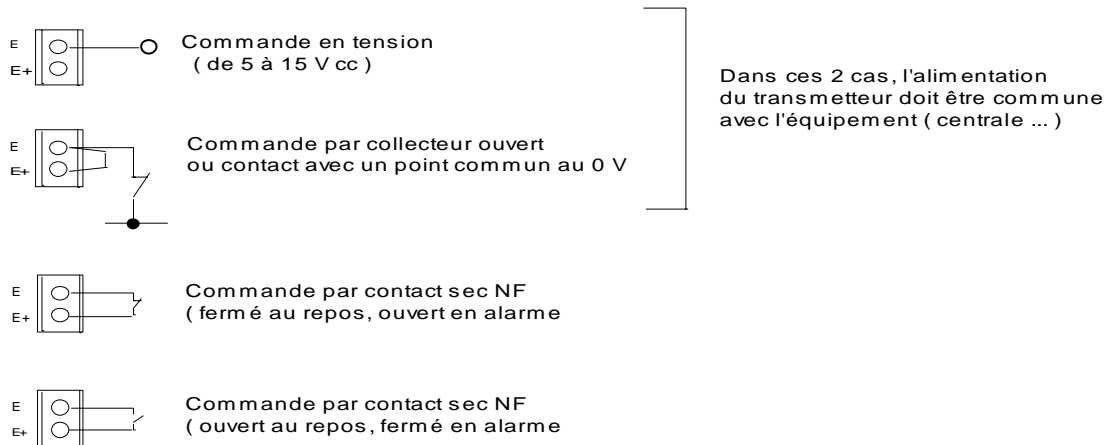 E
E+
Commande en tension
( de 5 à 15 V cc )
Dans ces 2 cas, l'alimentation
du transmetteur doit être commune
avec l'équipement ( centrale ... )
E
E+
Commande par collecteur ouvert
ou contact avec un point commun au 0 V
E
E+
Commande par contact sec NF
( fermé au repos, ouvert en alarme
E
E+
Commande par contact sec NF
( ouvert au repos, fermé en alarme